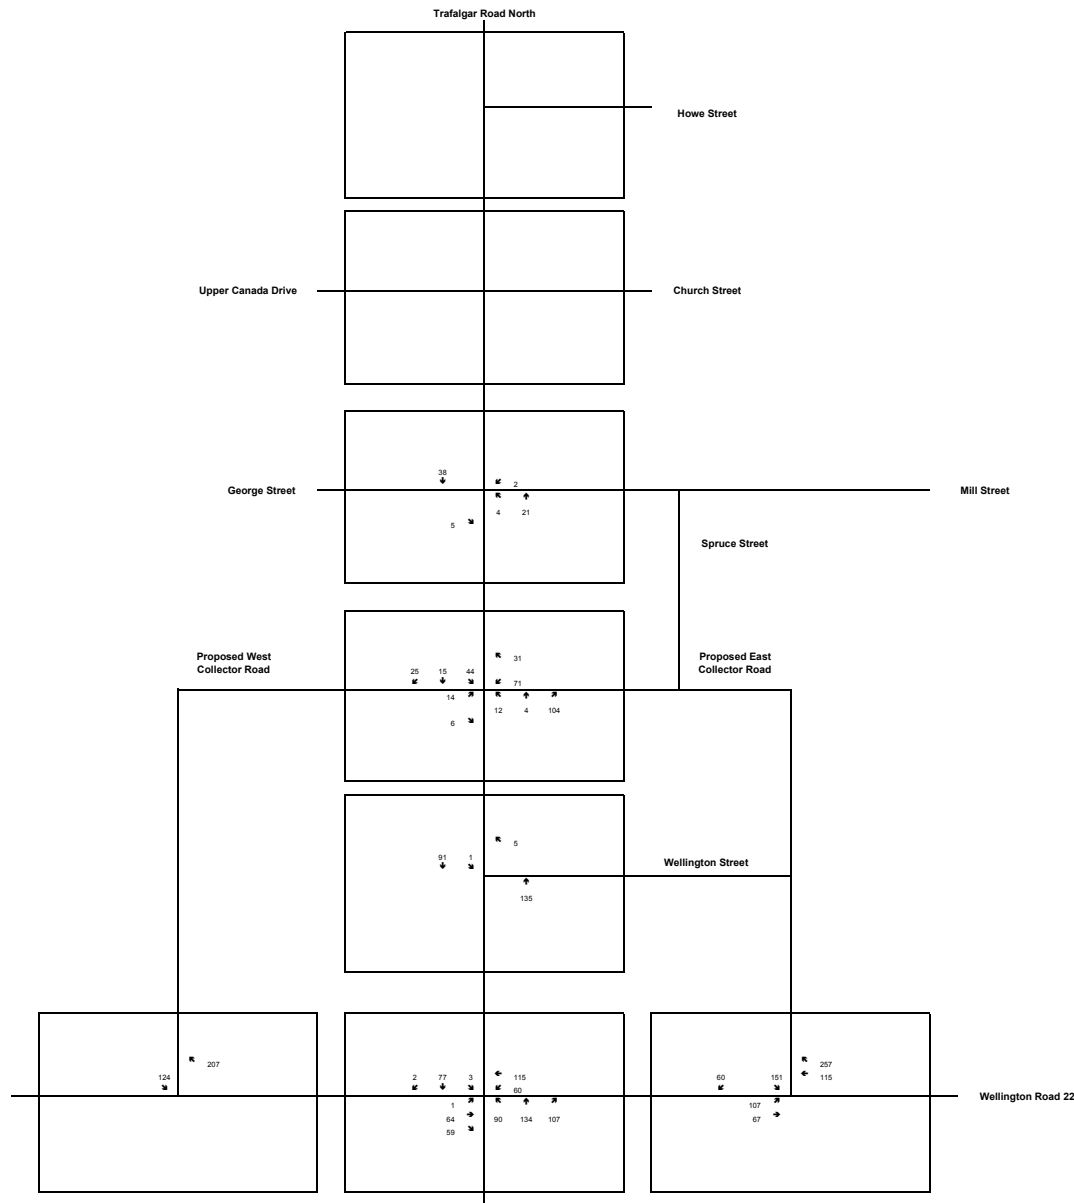 Trafalgar Road North
Howe Street
Upper Canada Drive
Church Street
38
2
George Street
Mill Street
4 21
5
Spruce Street
Proposed West
Collector Road
Proposed East
Collector Road
31
25 15 44
71
14
12 4 104
6
5
91 1
Wellington Street
135
207
124
2 77 3
115
60
1
64
90 134 107
59
257
60 151
115
107
67
Wellington Road 22